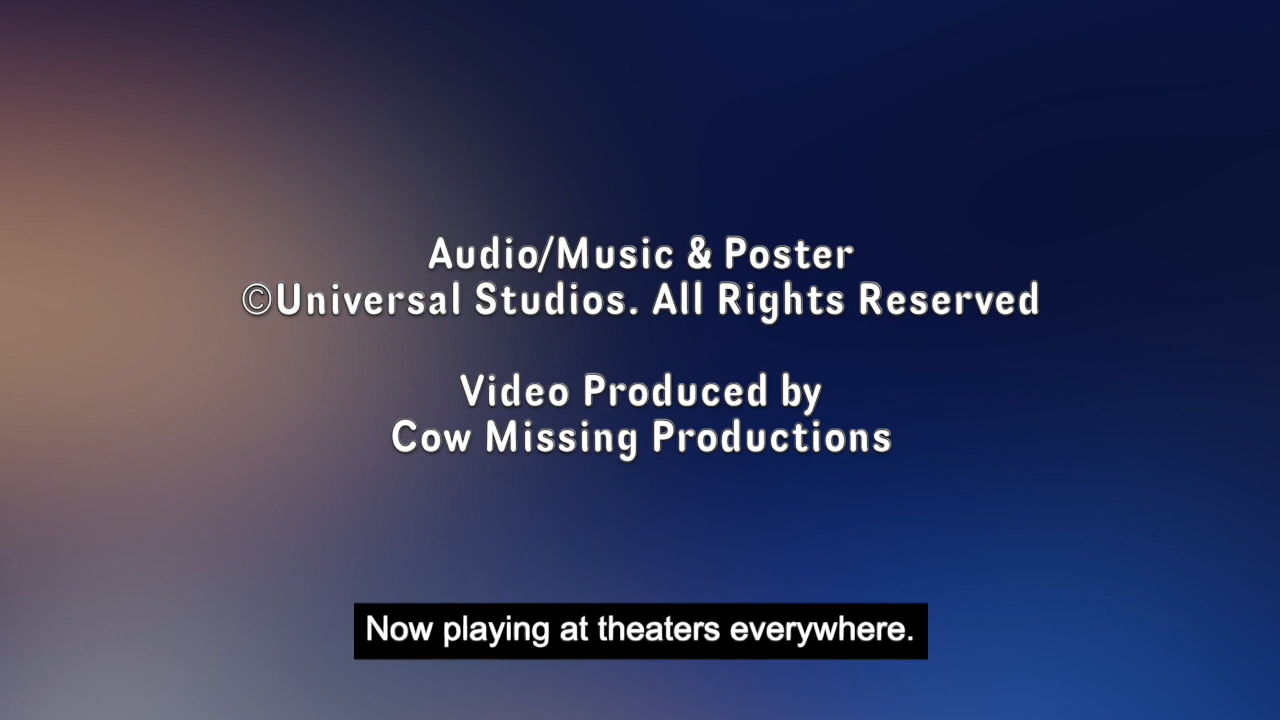 Audio/Music & Poster
©Universal Studios. All Rights Reserved
Video Produced by
Cow Missing Productions
Now playing at theaters everywhere.